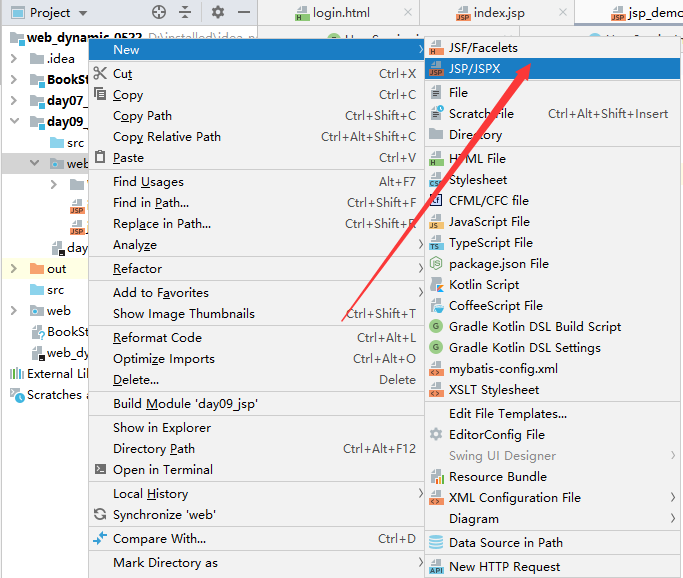 Project
login.html
index.jsp
jsp_demo
web_dynamic_0522
.idea
BookSt
day07_
day09_
src
web
day
out
src
web
BookSt
web_dy
External Lib
Scratches a
New
Cut Ctrl+X
Copy Ctrl+C
Copy Path Ctrl+Shift+C
Copy Relative Path Ctrl+Alt+Shift+C
Paste Ctrl+V
Find Usages Alt+F7
Find in Path... Ctrl+Shift+F
Replace in Path... Ctrl+Shift+R
Analyze
Refactor
Add to Favorites
Show Image Thumbnails Ctrl+Shift+T
Reformat Code Ctrl+Alt+L
Optimize Imports Ctrl+Alt+O
Delete... Delete
Build Module 'day09_jsp'
Show in Explorer
Directory Path Ctrl+Alt+F12
Open in Terminal
Local History
Synchronize 'web'
Compare With... Ctrl+D
Mark Directory as
JSF/Facelets
JSP/JSPX
File
Scratch File Ctrl+Alt+Shift+Insert
Directory
HTML File
Stylesheet
CFML/CFC file
JavaScript File
TypeScript File
package.json File
Kotlin Script
CoffeeScript File
Gradle Kotlin DSL Build Script
Gradle Kotlin DSL Settings
mybatis-config.xml
XSLT Stylesheet
Edit File Templates...
EditorConfig File
Swing UI Designer
Resource Bundle
XML Configuration File
Diagram
Data Source in Path
New HTTP Request